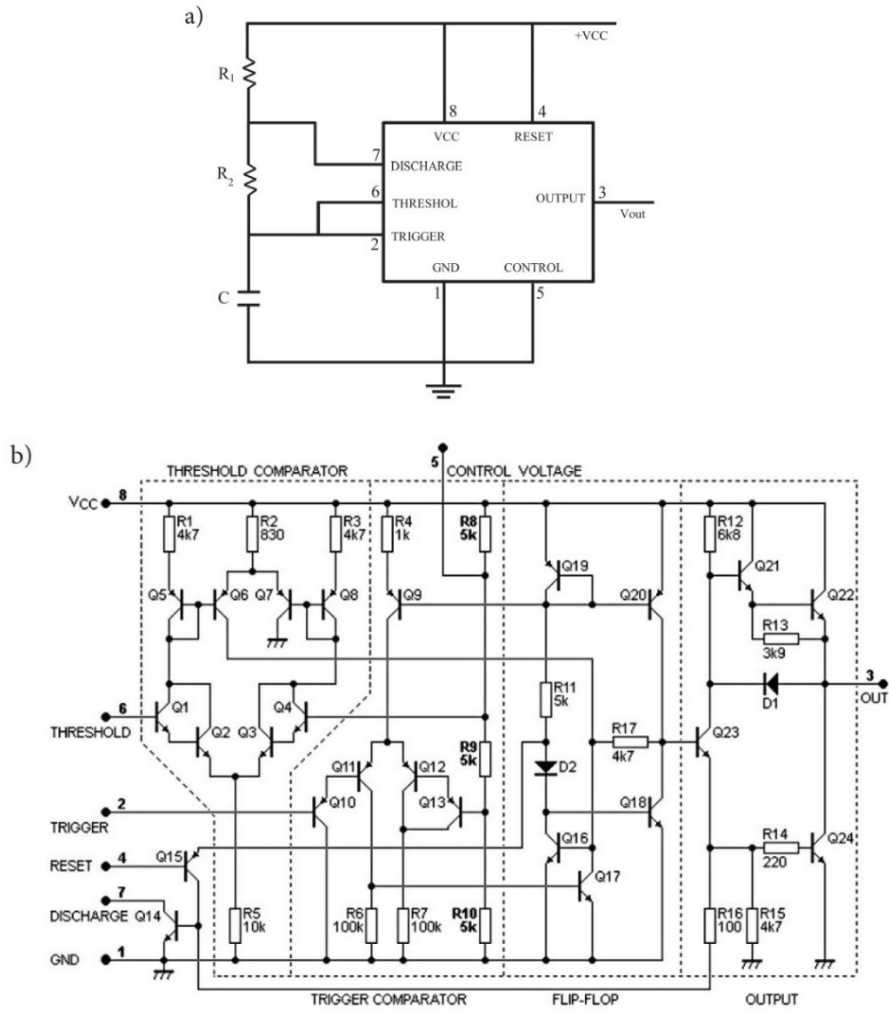 a)
+VCC
R1
8
4
VCC
RESET
7
DISCHARGE
R2
6
THRESHOL
OUTPUT
3
Vout
2
TRIGGER
GND
CONTROL
C
1
5
b)
5
THRESHOLD COMPARATOR
CONTROL VOLTAGE
VCC
8
R1
4k7
R2
830
R3
4k7
R4
1k
R8
5k
R12
6k8
Q5
Q6
Q7
Q8
Q9
Q19
Q20
Q21
Q22
R13
3k9
R11
5k
6
THRESHOLD
Q1
Q2
Q3
Q4
R9
5k
R17
4k7
Q23
D1
3
OUT
D2
Q11
Q12
Q10
Q13
2
TRIGGER
Q18
Q16
Q17
R14
220
Q24
RESET
4
Q15
7
DISCHARGE
Q14
R5
10k
R6
100k
R7
100k
R10
5k
R16
100
R15
4k7
GND
1
TRIGGER COMPARATOR
FLIP-FLOP
OUTPUT